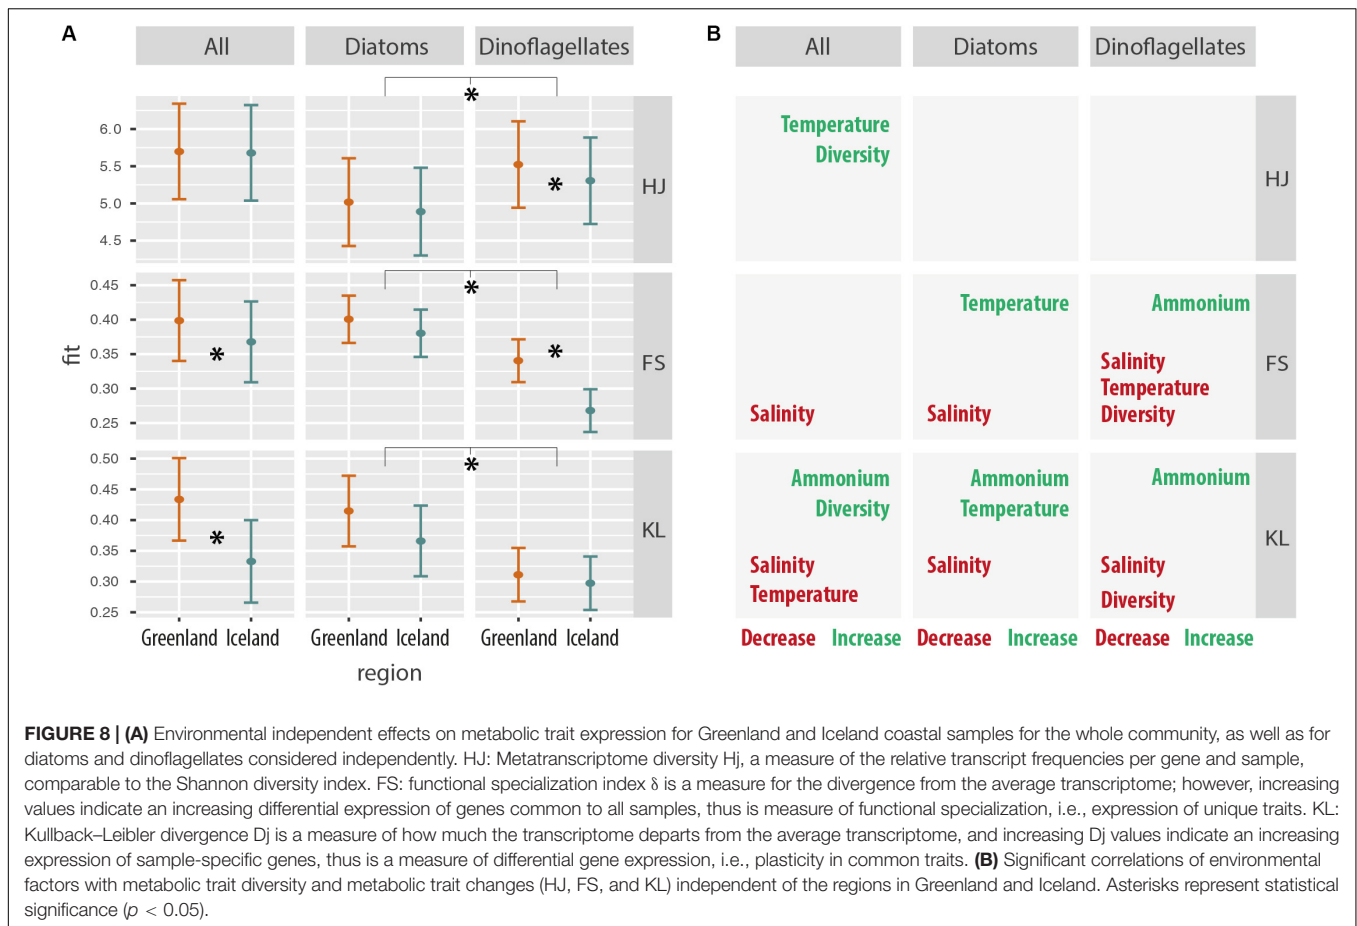 A
All
Diatoms
Dinoflagellates
*
6.0
5.5
5.0
4.5
*
HJ
*
0.45
0.40
0.35
0.30
0.25
*
*
FS
fit
*
0.50
0.45
0.40
0.35
0.30
0.25
*
KL
Greenland Iceland
Greenland Iceland
Greenland Iceland
region
B
All
Diatoms
Dinoflagellates
Temperature
Diversity
HJ
Salinity
Temperature
Salinity
Ammonium
Salinity
Temperature
Diversity
FS
Ammonium
Diversity
Salinity
Temperature
Ammonium
Temperature
Salinity
Ammonium
Salinity
Diversity
KL
Decrease Increase
Decrease Increase
Decrease Increase
FIGURE 8 | (A) Environmental independent effects on metabolic trait expression for Greenland and Iceland coastal samples for the whole community, as well as for
diatoms and dinoflagellates considered independently. HJ: Metatranscriptome diversity Hj, a measure of the relative transcript frequencies per gene and sample,
comparable to the Shannon diversity index. FS: functional specialization index δ is a measure for the divergence from the average transcriptome; however, increasing
values indicate an increasing differential expression of genes common to all samples, thus is measure of functional specialization, i.e., expression of unique traits. KL:
Kullback–Leibler divergence Dj is a measure of how much the transcriptome departs from the average transcriptome, and increasing Dj values indicate an increasing
expression of sample-specific genes, thus is a measure of differential gene expression, i.e., plasticity in common traits. (B) Significant correlations of environmental
factors with metabolic trait diversity and metabolic trait changes (HJ, FS, and KL) independent of the regions in Greenland and Iceland. Asterisks represent statistical
significance (p < 0.05).